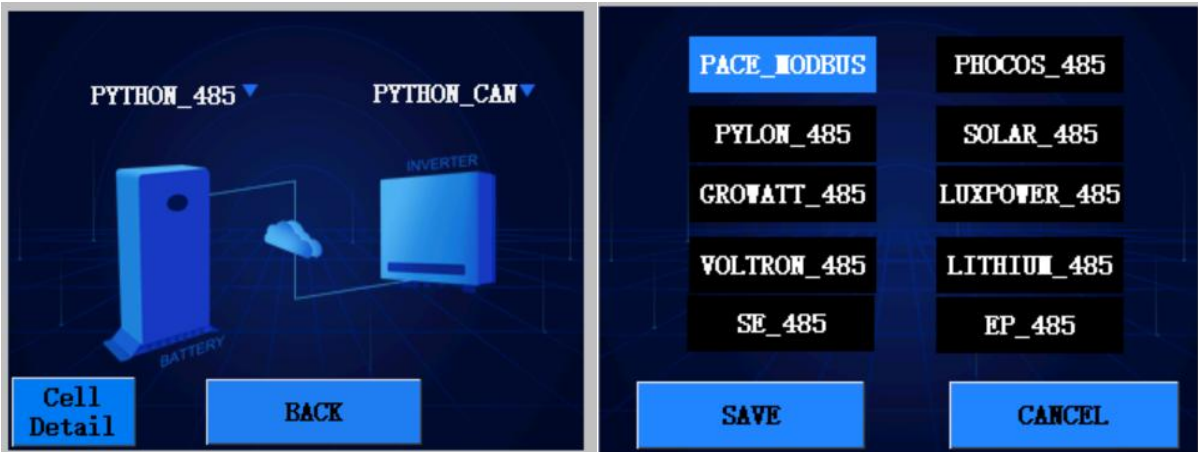 PYTHON_485
PYTHON_CAN
INVERTER
BATTERY
Cell
Detail
BACK
PACE_MODBUS
PHOCOS_485
PYLON_485
SOLAR_485
GROWATT_485
LUXPOWER_485
VOLTRON_485
LITHIUM_485
SE_485
EP_485
SAVE
CANCEL